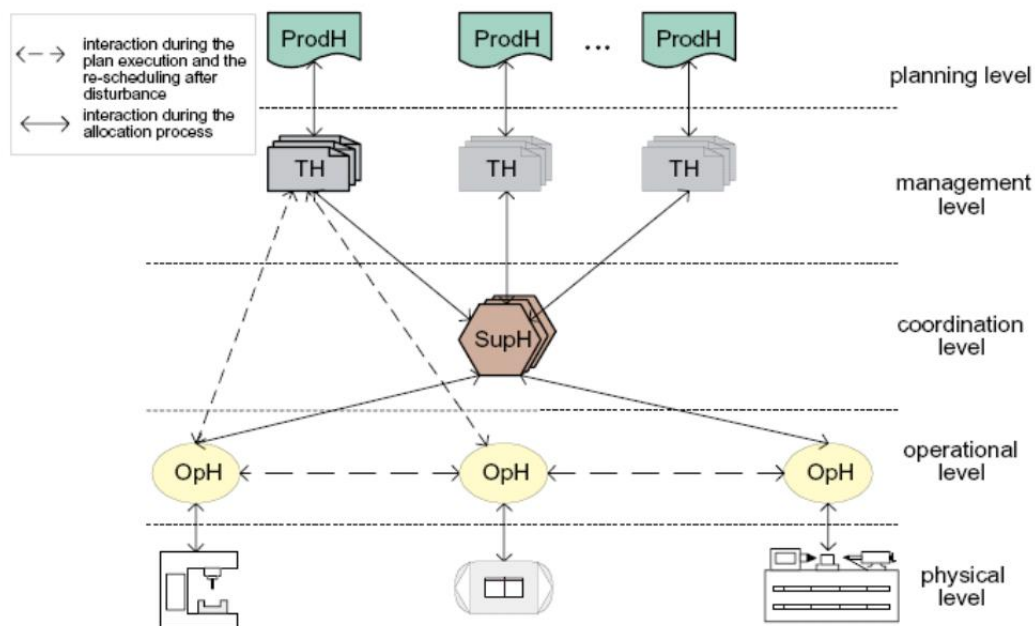 interaction during the
plan execution and the
re-scheduling after
disturbance
interaction during the
allocation process
ProdH
ProdH
...
ProdH
planning level
TH
TH
TH
management
level
SupH
coordination
level
OpH
OpH
OpH
operational
level
physical
level